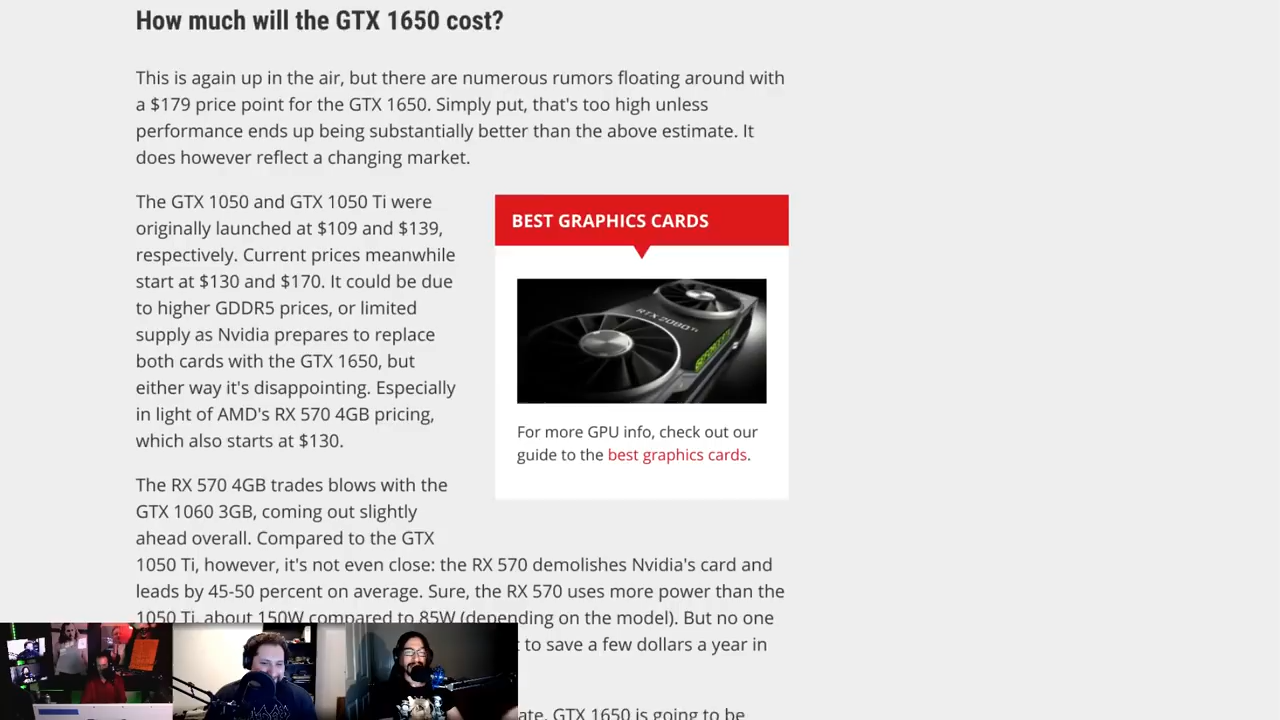 How much will the GTX 1650 cost?
This is again up in the air, but there are numerous rumors floating around with
a $179 price point for the GTX 1650. Simply put, that's too high unless
performance ends up being substantially better than the above estimate. It
does however reflect a changing market.
The GTX 1050 and GTX 1050 Ti were
originally launched at $109 and $139,
respectively. Current prices meanwhile
start at $130 and $170. It could be due
to higher GDDR5 prices, or limited
supply as Nvidia prepares to replace
both cards with the GTX 1650, but
either way it's disappointing. Especially
in light of AMD's RX 570 4GB pricing,
which also starts at $130.
BEST GRAPHICS CARDS
RTX 2080 Ti
For more GPU info, check out our
guide to the best graphics cards.
The RX 570 4GB trades blows with the
GTX 1060 3GB, coming out slightly
ahead overall. Compared to the GTX
1050 Ti, however, it's not even close: the RX 570 demolishes Nvidia's card and
leads by 45-50 percent on average. Sure, the RX 570 uses more power than the
1050 Ti, about 150W compared to 85W (depending on the model). But no one
to save a few dollars a year in
GTX 1650 is going to be